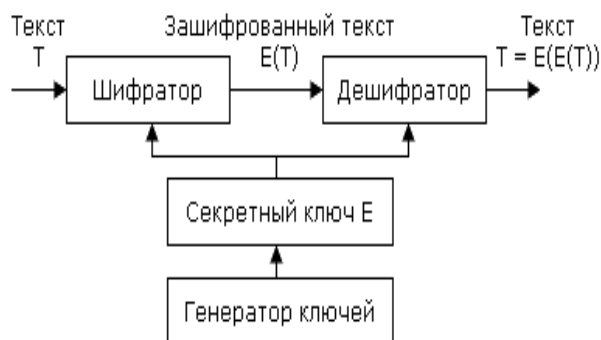 Текст
T
Зашифрованный текст
E(T)
Текст
T = E(E(T))
Шифратор
Дешифратор
Секретный ключ E
Генератор ключей